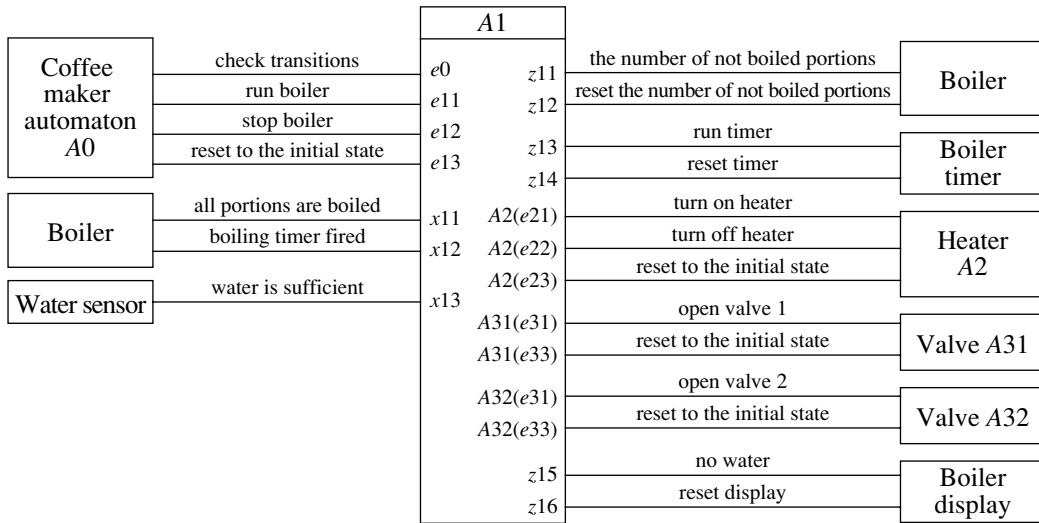 A1
Coffee
maker
automaton
A0
check transitions
e0
run boiler
e11
stop boiler
e12
reset to the initial state
e13
Boiler
all portions are boiled
x11
boiling timer fired
x12
Water sensor
water is sufficient
x13
z11
the number of not boiled portions
z12
reset the number of not boiled portions
Boiler
z13
run timer
z14
reset timer
Boiler
timer
A2(e21)
turn on heater
A2(e22)
turn off heater
A2(e23)
reset to the initial state
Heater
A2
A31(e31)
open valve 1
A31(e33)
reset to the initial state
Valve A31
A32(e31)
open valve 2
A32(e33)
reset to the initial state
Valve A32
z15
no water
z16
reset display
Boiler
display